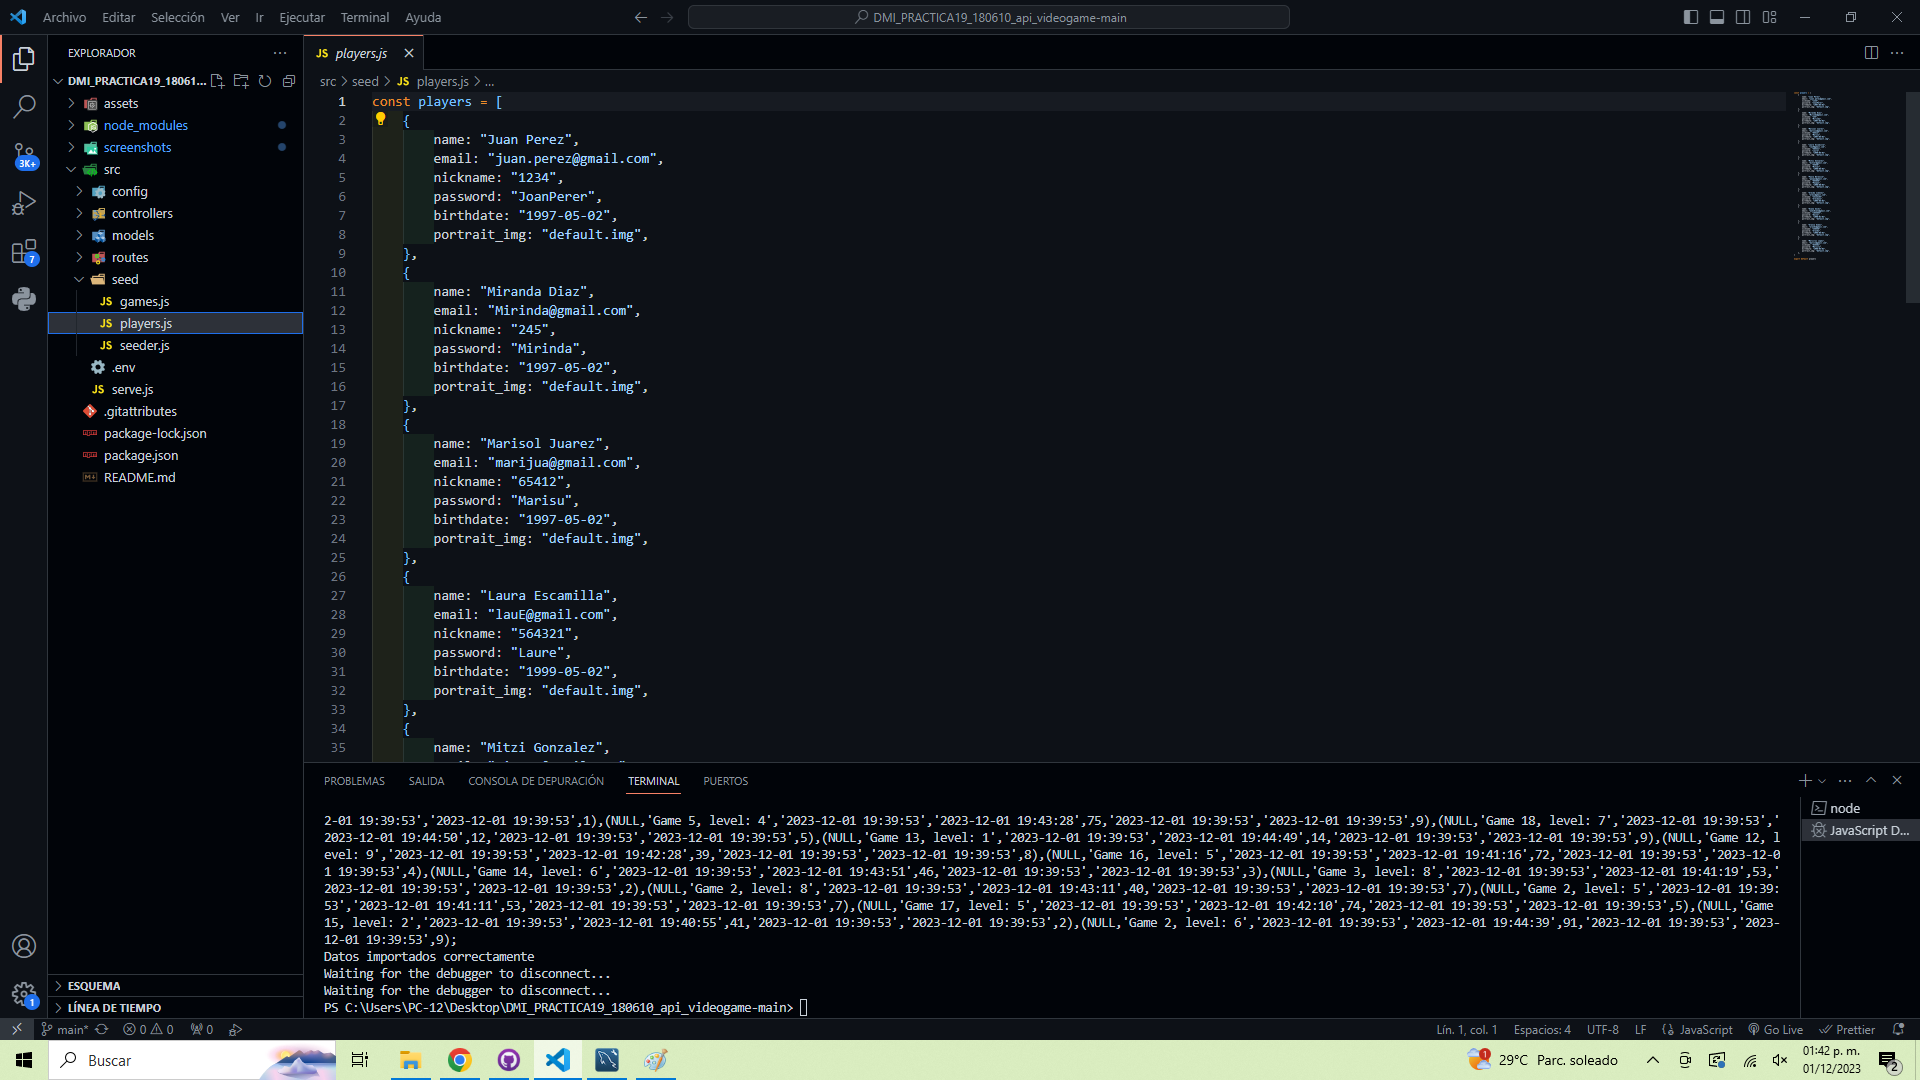 Archivo Editar Selección Ver Ir Ejecutar Terminal Ayuda
DMI_PRACTICA19_180610_api_videogame-main
EXPLORADOR
DMI_PRACTICA19_18061...
assets
node_modules
screenshots
src
config
controllers
models
routes
seed
JS games.js
JS players.js
JS seeder.js
.env
JS serve.js
.gitattributes
package-lock.json
package.json
README.md
ESQUEMA
LÍNEA DE TIEMPO
3K+
7
1
JS players.js
src > seed > JS players.js > ...
1 const players = [
2 {
3 name: "Juan Perez",
4 email: "juan.perez@gmail.com",
5 nickname: "1234",
6 password: "JoanPerer",
7 birthdate: "1997-05-02",
8 portrait_img: "default.img",
9 },
10 {
11 name: "Miranda Diaz",
12 email: "Mirinda@gmail.com",
13 nickname: "245",
14 password: "Mirinda",
15 birthdate: "1997-05-02",
16 portrait_img: "default.img",
17 },
18 {
19 name: "Marisol Juarez",
20 email: "marijua@gmail.com",
21 nickname: "65412",
22 password: "Marisu",
23 birthdate: "1997-05-02",
24 portrait_img: "default.img",
25 },
26 {
27 name: "Laura Escamilla",
28 email: "lauE@gmail.com",
29 nickname: "564321",
30 password: "Laure",
31 birthdate: "1999-05-02",
32 portrait_img: "default.img",
33 },
34 {
35 name: "Mitzi Gonzalez",
PROBLEMAS SALIDA CONSOLA DE DEPURACIÓN TERMINAL PUERTOS
2-01 19:39:53','2023-12-01 19:39:53',1),(NULL,'Game 5, level: 4','2023-12-01 19:39:53','2023-12-01 19:43:28',75,'2023-12-01 19:39:53','2023-12-01 19:39:53',9),(NULL,'Game 18, level: 7','2023-12-01 19:39:53','
2023-12-01 19:44:50',12,'2023-12-01 19:39:53','2023-12-01 19:39:53',5),(NULL,'Game 13, level: 1','2023-12-01 19:39:53','2023-12-01 19:44:49',14,'2023-12-01 19:39:53','2023-12-01 19:39:53',9),(NULL,'Game 12, l
evel: 9','2023-12-01 19:39:53','2023-12-01 19:42:28',39,'2023-12-01 19:39:53','2023-12-01 19:39:53',8),(NULL,'Game 16, level: 5','2023-12-01 19:39:53','2023-12-01 19:41:16',72,'2023-12-01 19:39:53','2023-12-0
1 19:39:53',4),(NULL,'Game 14, level: 6','2023-12-01 19:39:53','2023-12-01 19:43:51',46,'2023-12-01 19:39:53','2023-12-01 19:39:53',3),(NULL,'Game 3, level: 8','2023-12-01 19:39:53','2023-12-01 19:41:19',53,'
2023-12-01 19:39:53','2023-12-01 19:39:53',2),(NULL,'Game 2, level: 8','2023-12-01 19:39:53','2023-12-01 19:43:11',40,'2023-12-01 19:39:53','2023-12-01 19:39:53',7),(NULL,'Game 2, level: 5','2023-12-01 19:39:
53','2023-12-01 19:41:11',53,'2023-12-01 19:39:53','2023-12-01 19:39:53',7),(NULL,'Game 17, level: 5','2023-12-01 19:39:53','2023-12-01 19:42:10',74,'2023-12-01 19:39:53','2023-12-01 19:39:53',5),(NULL,'Game
15, level: 2','2023-12-01 19:39:53','2023-12-01 19:40:55',41,'2023-12-01 19:39:53','2023-12-01 19:39:53',2),(NULL,'Game 2, level: 6','2023-12-01 19:39:53','2023-12-01 19:44:39',91,'2023-12-01 19:39:53','2023-
12-01 19:39:53',9);
Datos importados correctamente
Waiting for the debugger to disconnect...
Waiting for the debugger to disconnect...
PS C:\Users\PC-12\Desktop\DMI_PRACTICA19_180610_api_videogame-main>
node
JavaScript D...
main* 0 0 0
Lín. 1, col. 1 Espacios: 4 UTF-8 LF JavaScript Go Live Prettier
Buscar
1 29°C Parc. soleado
01:42 p. m.
01/12/2023
2